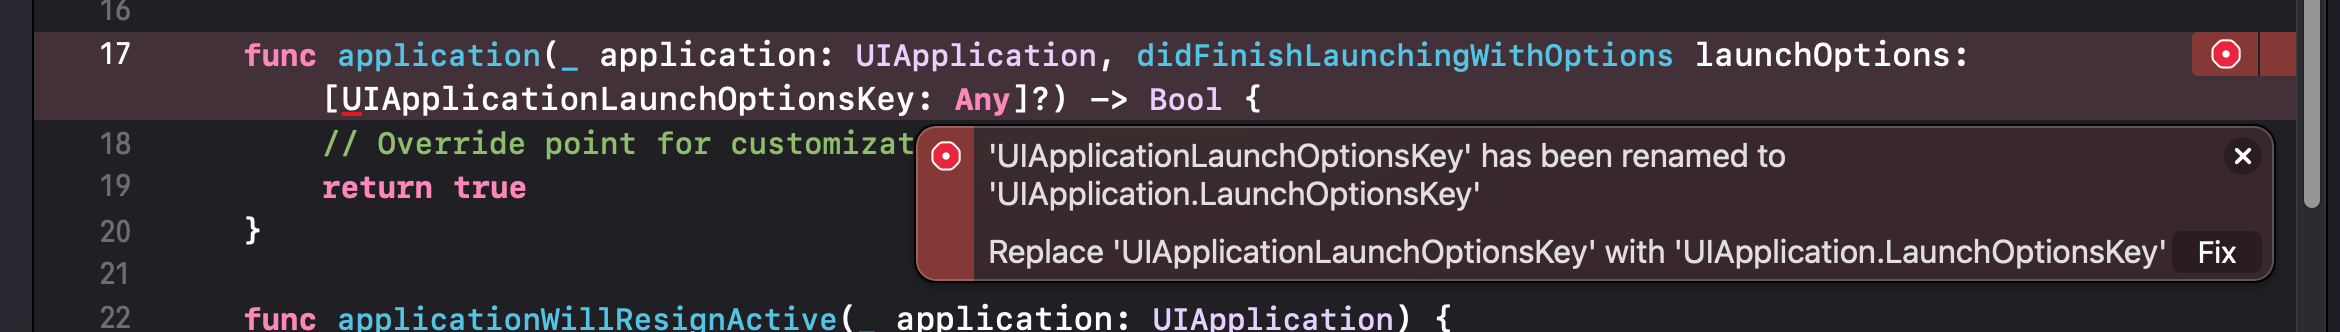 16
17 func application(_ application: UIApplication, didFinishLaunchingWithOptions launchOptions:
[UIApplicationLaunchOptionsKey: Any]?) -> Bool {
18 // Override point for customizat
'UIApplicationLaunchOptionsKey' has been renamed to
'UIApplication.LaunchOptionsKey'
Replace 'UIApplicationLaunchOptionsKey' with 'UIApplication.LaunchOptionsKey' Fix
19 return true
20 }
21
22 func applicationWillResignActive(_ application: UIApplication) {